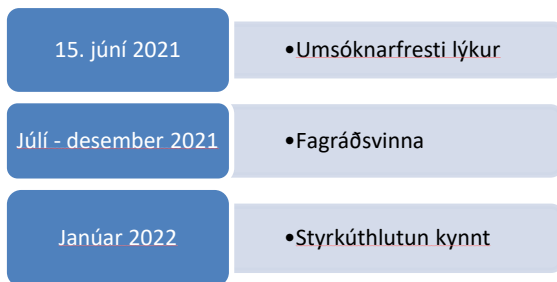 15. júní 2021
•Umsóknarfresti lýkur
Júlí - desember 2021
•Fagráðsvinna
Janúar 2022
•Styrkúthlutun kynnt